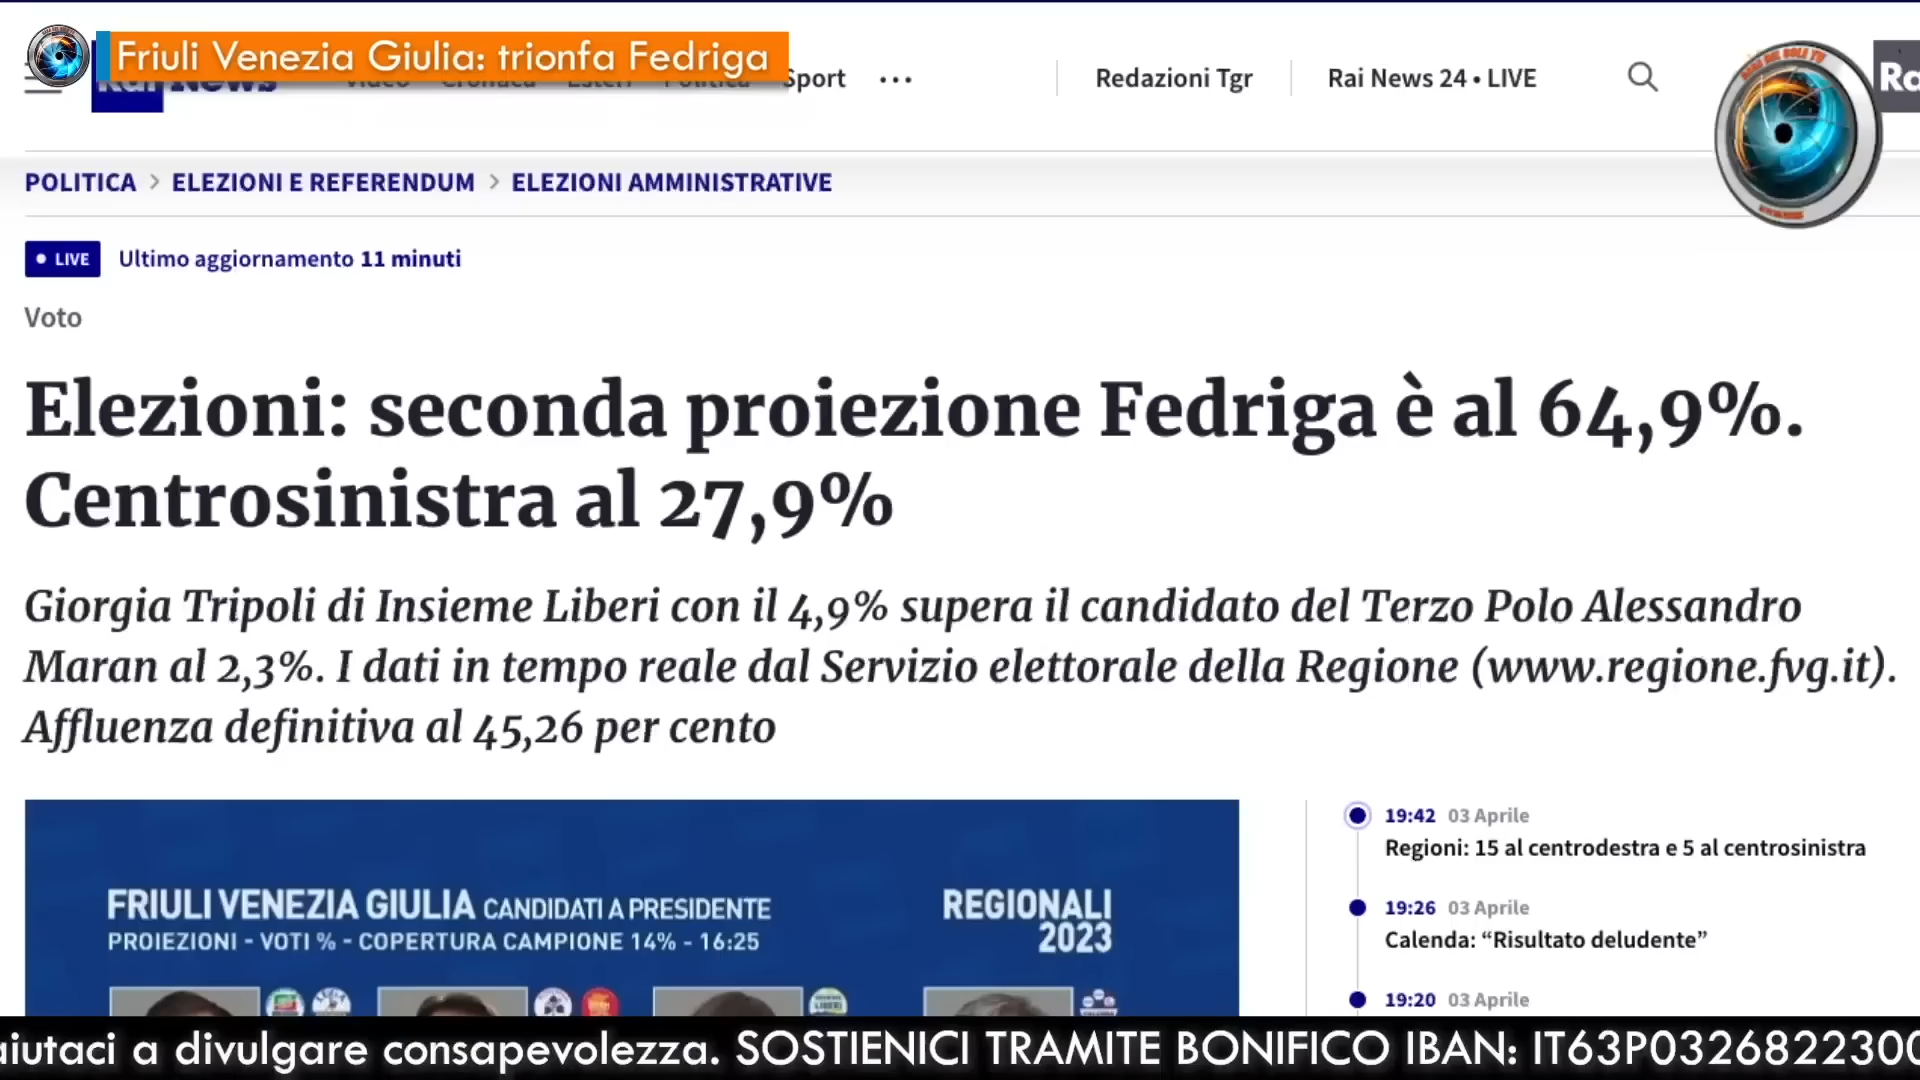 Friuli Venezia Giulia: trionfa Fedriga
Sport
Redazioni Tgr
Rai News 24 • LIVE
POLITICA > ELEZIONI E REFERENDUM > ELEZIONI AMMINISTRATIVE
LIVE Ultimo aggiornamento 11 minuti
Voto
Elezioni: seconda proiezione Fedriga è al 64,9%.
Centrosinistra al 27,9%
Giorgia Tripoli di Insieme Liberi con il 4,9% supera il candidato del Terzo Polo Alessandro
Maran al 2,3%. I dati in tempo reale dal Servizio elettorale della Regione (www.regione.fvg.it).
Affluenza definitiva al 45,26 per cento
FRIULI VENEZIA GIULIA CANDIDATI A PRESIDENTE
PROIEZIONI - VOTI % - COPERTURA CAMPIONE 14% - 16:25
REGIONALI
2023
19:42 03 Aprile
Regioni: 15 al centrodestra e 5 al centrosinistra
19:26 03 Aprile
Calenda: “Risultato deludente”
19:20 03 Aprile
aiutaci a divulgare consapevolezza. SOSTIENICI TRAMITE BONIFICO IBAN: IT63P0326822300